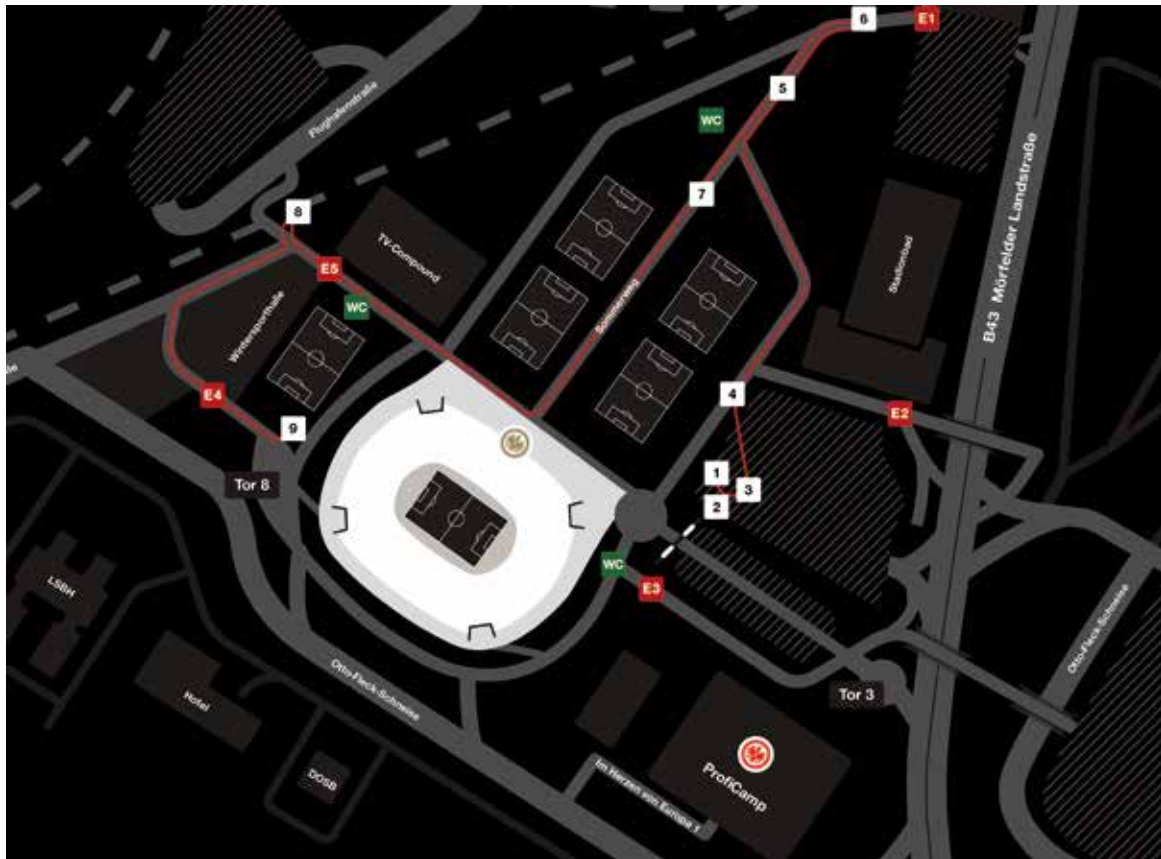 6
E1
5
Flughafenstraße
WC
B43 Mörfelder Landstraße
7
8
TV-Compound
Stadionbad
E5
WC
Sommerweg
Wintersporthalle
E4
4
E2
9
1
Tor 8
3
2
WC
E3
LSBH
Otto-Fleck-Schneise
Otto-Fleck-Schneise
Hotel
Tor 3
ProfiCamp
DOSB
Im Herzen von Europa 1